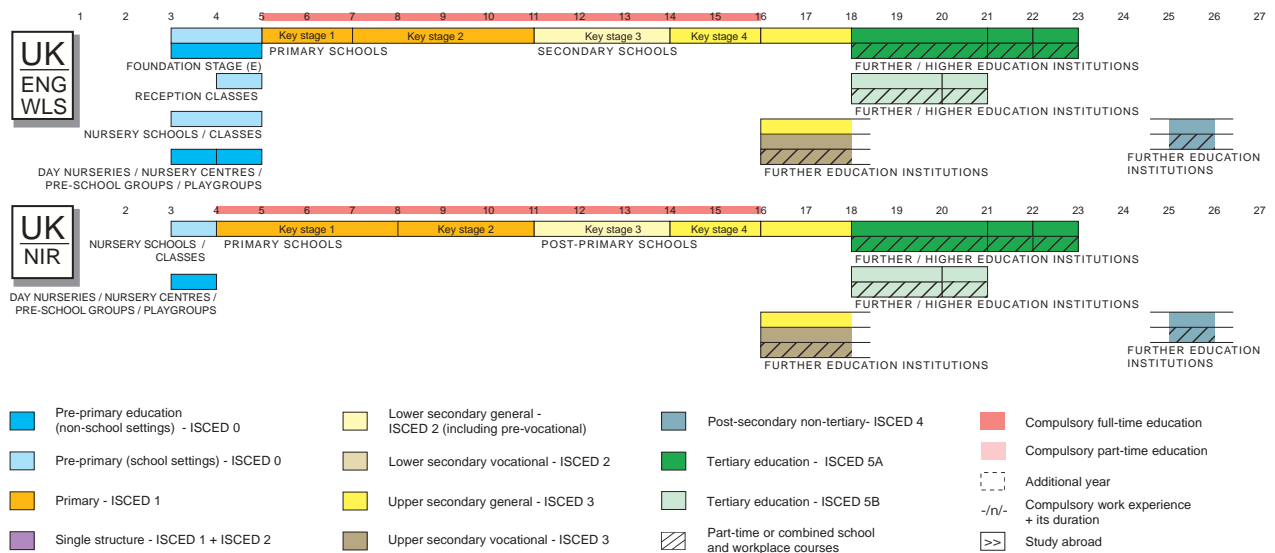 1 2 3 4 5 6 7 8 9 10 11 12 13 14 15 16 17 18 19 20 21 22 23 24 25 26 27
UK
ENG
WLS
Key stage 1 Key stage 2 Key stage 3 Key stage 4
PRIMARY SCHOOLS SECONDARY SCHOOLS
FOUNDATION STAGE (E) FURTHER / HIGHER EDUCATION INSTITUTIONS
RECEPTION CLASSES FURTHER / HIGHER EDUCATION INSTITUTIONS
NURSERY SCHOOLS / CLASSES
DAY NURSERIES / NURSERY CENTRES /
PRE-SCHOOL GROUPS / PLAYGROUPS
FURTHER EDUCATION INSTITUTIONS
FURTHER EDUCATION
INSTITUTIONS
2 3 4 5 6 7 8 9 10 11 12 13 14 15 16 17 18 19 20 21 22 23 24 25 26 27
UK
NIR
Key stage 1 Key stage 2 Key stage 3 Key stage 4
NURSERY SCHOOLS /
CLASSES
PRIMARY SCHOOLS POST-PRIMARY SCHOOLS
FURTHER / HIGHER EDUCATION INSTITUTIONS
DAY NURSERIES / NURSERY CENTRES /
PRE-SCHOOL GROUPS / PLAYGROUPS
FURTHER / HIGHER EDUCATION INSTITUTIONS
FURTHER EDUCATION INSTITUTIONS
FURTHER EDUCATION
INSTITUTIONS
Pre-primary education
(non-school settings) - ISCED 0
Pre-primary (school settings) - ISCED 0
Primary - ISCED 1
Single structure - ISCED 1 + ISCED 2
Lower secondary general -
ISCED 2 (including pre-vocational)
Lower secondary vocational - ISCED 2
Upper secondary general - ISCED 3
Upper secondary vocational - ISCED 3
Post-secondary non-tertiary- ISCED 4
Tertiary education - ISCED 5A
Tertiary education - ISCED 5B
Part-time or combined school
and workplace courses
Compulsory full-time education
Compulsory part-time education
Additional year
-/n/- Compulsory work experience
+ its duration
>> Study abroad